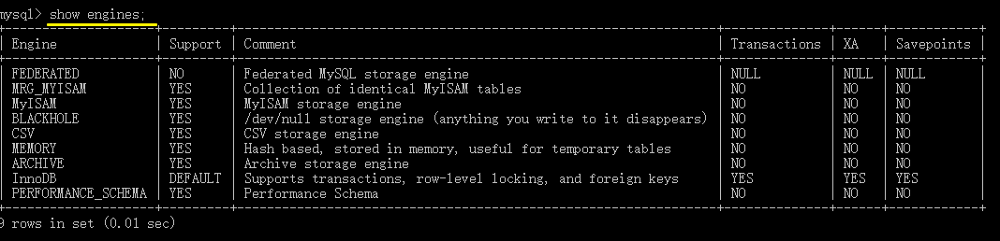 mysql> show engines;
Engine | Support | Comment | Transactions | XA | Savepoints
FEDERATED | NO | Federated MySQL storage engine | NULL | NULL | NULL
MRG_MYISAM | YES | Collection of identical MyISAM tables | NO | NO | NO
MyISAM | YES | MyISAM storage engine | NO | NO | NO
BLACKHOLE | YES | /dev/null storage engine (anything you write to it disappears) | NO | NO | NO
CSV | YES | CSV storage engine | NO | NO | NO
MEMORY | YES | Hash based, stored in memory, useful for temporary tables | NO | NO | NO
ARCHIVE | YES | Archive storage engine | NO | NO | NO
InnoDB | DEFAULT | Supports transactions, row-level locking, and foreign keys | YES | YES | YES
PERFORMANCE_SCHEMA | YES | Performance Schema | NO | NO | NO
9 rows in set (0.01 sec)